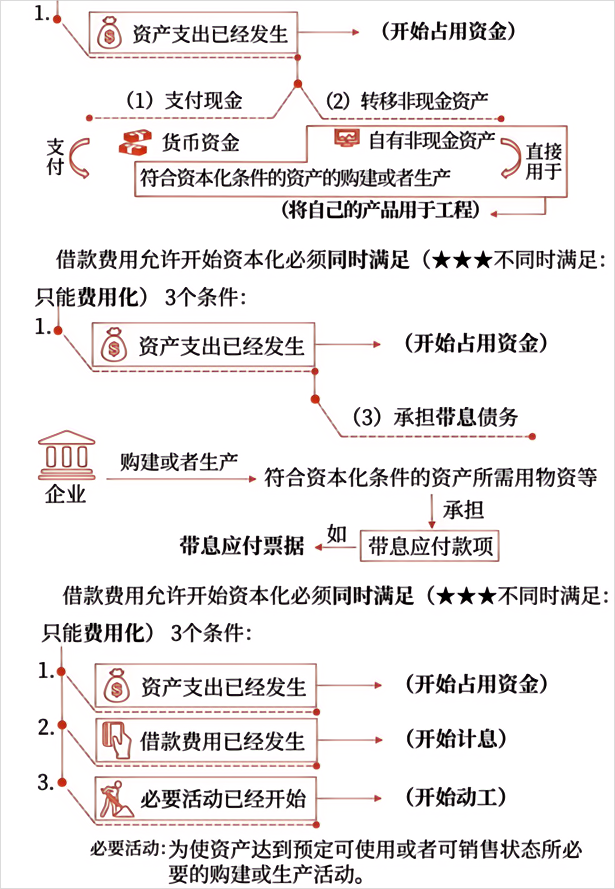 1.
资产支出已经发生 （开始占用资金）
（1）支付现金 （2）转移非现金资产
支付 货币资金 自有非现金资产 直接用于
符合资本化条件的资产的购建或者生产
（将自己的产品用于工程）
借款费用允许开始资本化必须同时满足（★★★不同时满足：
只能费用化） 3个条件：
1. 资产支出已经发生 （开始占用资金）
（3）承担带息债务
企业 购建或者生产 符合资本化条件的资产所需用物资等
承担
带息应付票据 如 带息应付款项
借款费用允许开始资本化必须同时满足（★★★不同时满足：
只能费用化） 3个条件：
1. 资产支出已经发生 （开始占用资金）
2. 借款费用已经发生 （开始计息）
3. 必要活动已经开始 （开始动工）
必要活动：为使资产达到预定可使用或者可销售状态所必
要的购建或生产活动。